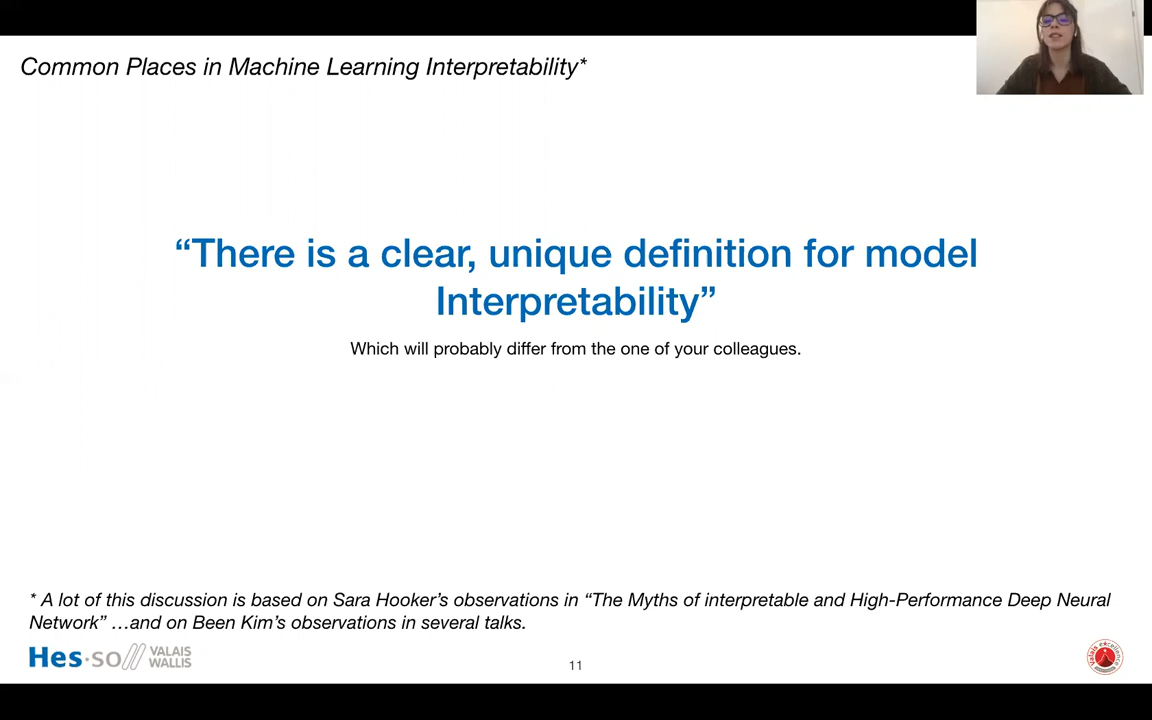 Common Places in Machine Learning Interpretability*
“There is a clear, unique definition for model
Interpretability”
Which will probably differ from the one of your colleagues.
* A lot of this discussion is based on Sara Hooker’s observations in “The Myths of interpretable and High-Performance Deep Neural
Network” …and on Been Kim’s observations in several talks.
Hes·so VALAIS
WALLIS
11
Valais excellence